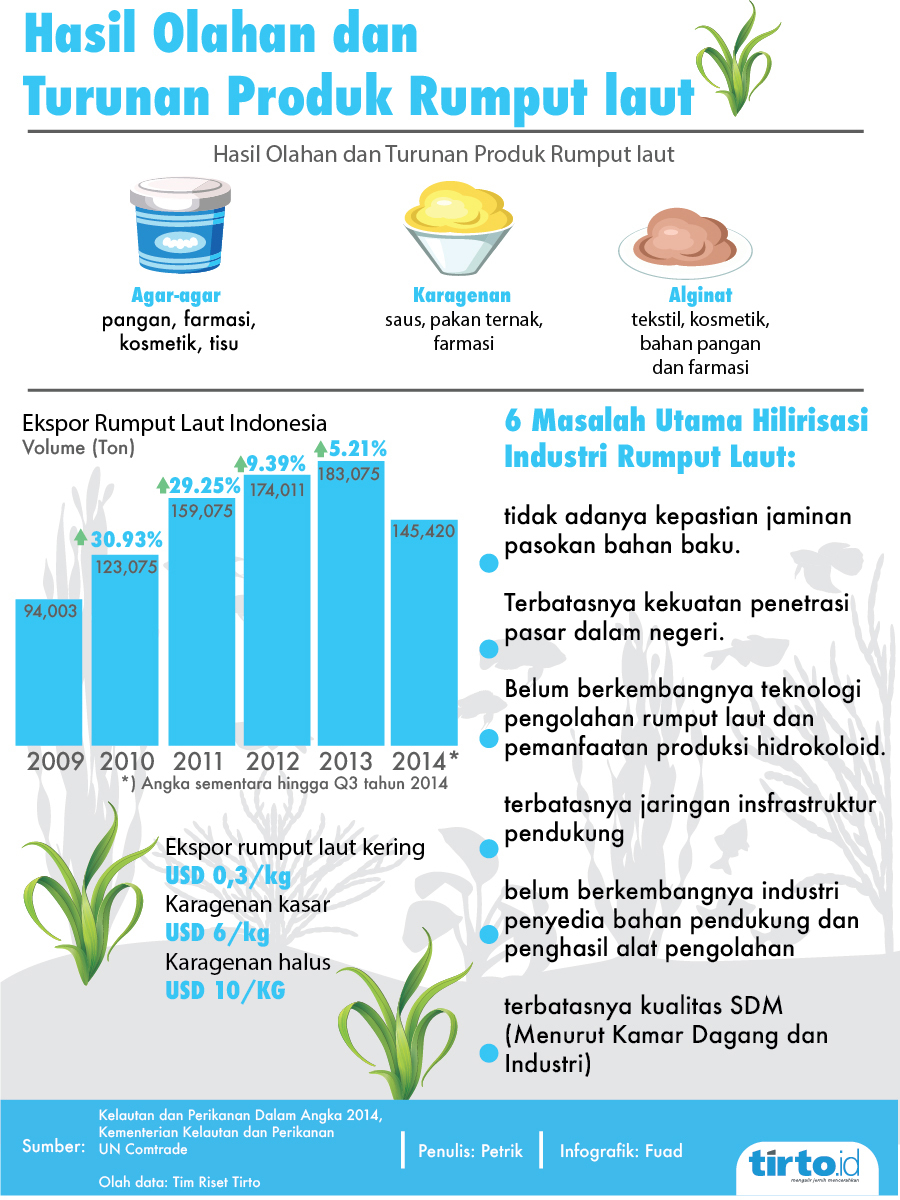 Hasil Olahan dan
Turunan Produk Rumput laut
Hasil Olahan dan Turunan Produk Rumput laut
Agar-agar
pangan, farmasi,
kosmetik, tisu
Karagenan
saus, pakan ternak,
farmasi
Alginat
tekstil, kosmetik,
bahan pangan
dan farmasi
Ekspor Rumput Laut Indonesia
Volume (Ton)
94,003
30.93%
123,075
29.25%
159,075
9.39%
174,011
5.21%
183,075
145,420
2009 2010 2011 2012 2013 2014*
*) Angka sementara hingga Q3 tahun 2014
Ekspor rumput laut kering
USD 0,3/kg
Karagenan kasar
USD 6/kg
Karagenan halus
USD 10/KG
6 Masalah Utama Hilirisasi
Industri Rumput Laut:
tidak adanya kepastian jaminan
pasokan bahan baku.
Terbatasnya kekuatan penetrasi
pasar dalam negeri.
Belum berkembangnya teknologi
pengolahan rumput laut dan
pemanfaatan produksi hidrokoloid.
terbatasnya jaringan insfrastruktur
pendukung
belum berkembangnya industri
penyedia bahan pendukung dan
penghasil alat pengolahan
terbatasnya kualitas SDM
(Menurut Kamar Dagang dan
Industri)
Sumber:
Kelautan dan Perikanan Dalam Angka 2014,
Kementerian Kelautan dan Perikanan
UN Comtrade
Olah data: Tim Riset Tirto
Penulis: Petrik
Infografik: Fuad
tirto.id
mengalir jernih mencerahkan